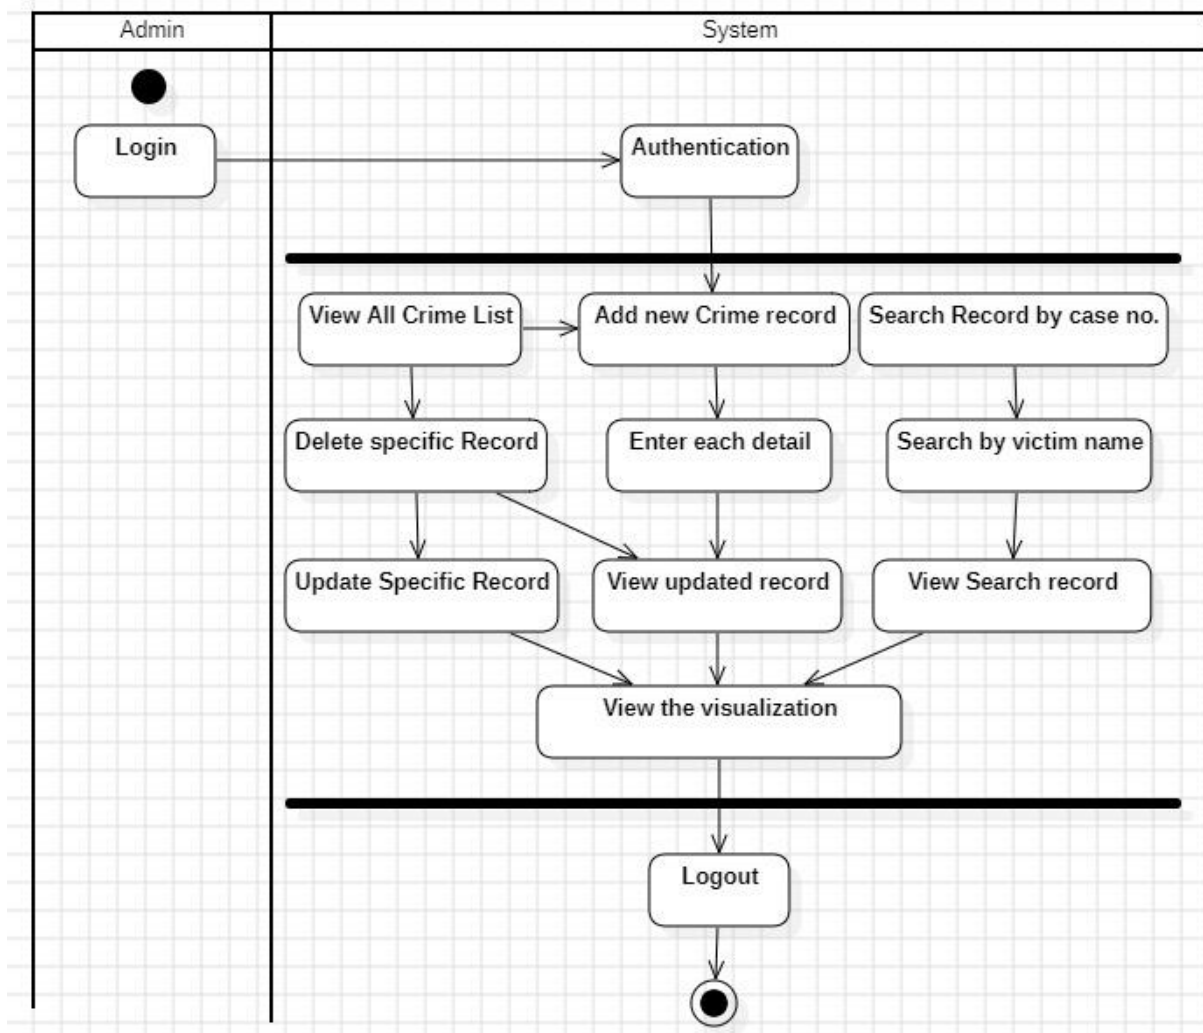 Admin
System
Login
Authentication
View All Crime List
Add new Crime record
Search Record by case no.
Delete specific Record
Enter each detail
Search by victim name
Update Specific Record
View updated record
View Search record
View the visualization
Logout